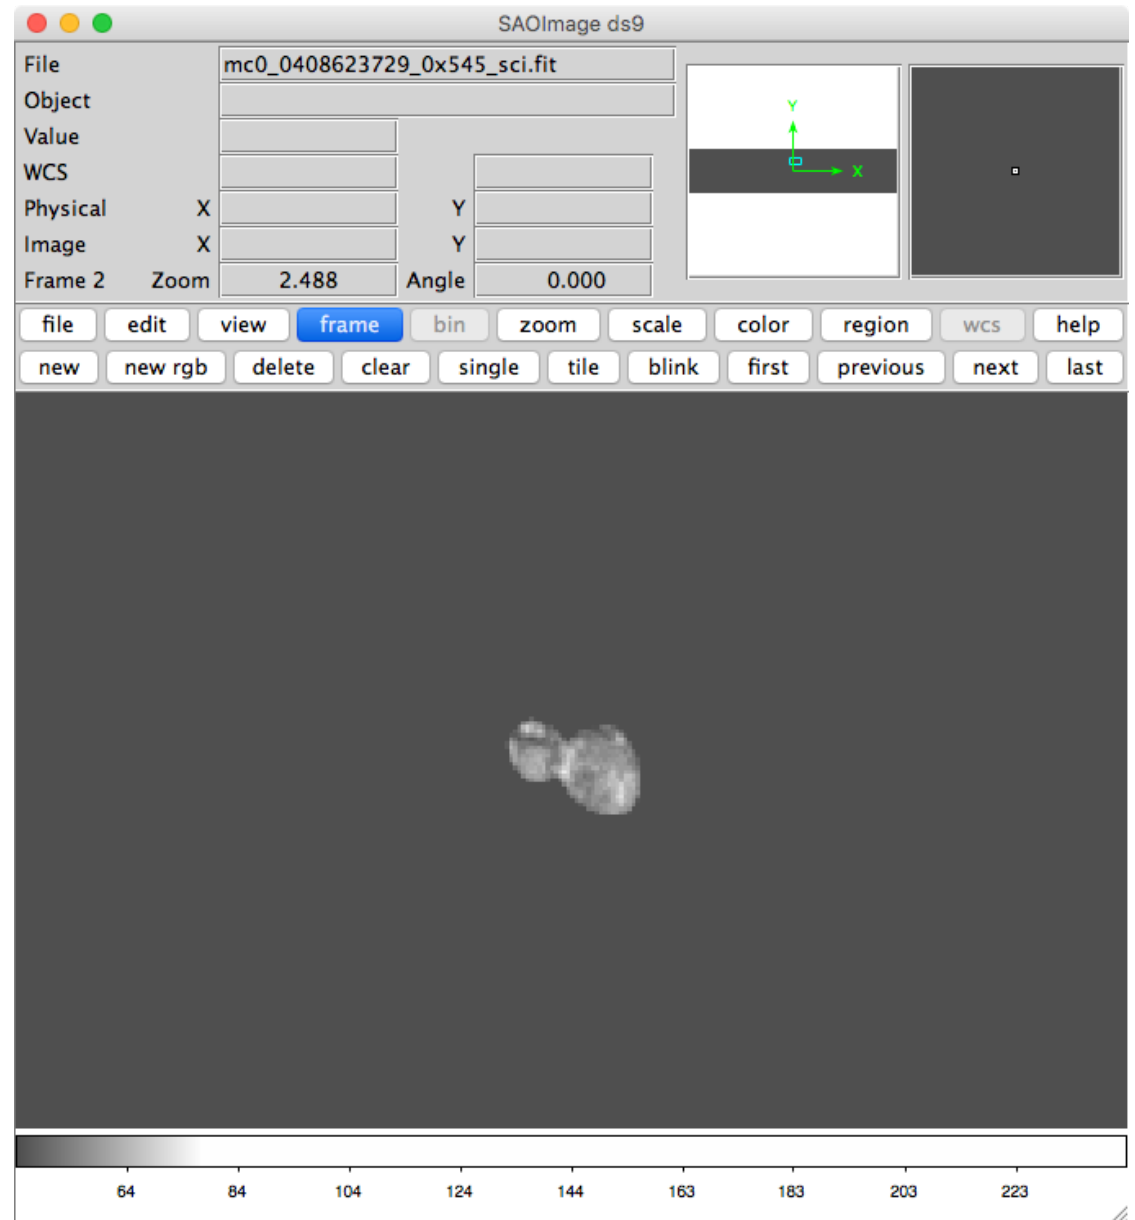 SAOImage ds9
File mc0_0408623729_0x545_sci.fit
Object
Value
WCS
Physical X Y
Image X Y
Frame 2 Zoom 2.488 Angle 0.000
Y
X
file edit view frame bin zoom scale color region wcs help
new new rgb delete clear single tile blink first previous next last
64 84 104 124 144 163 183 203 223